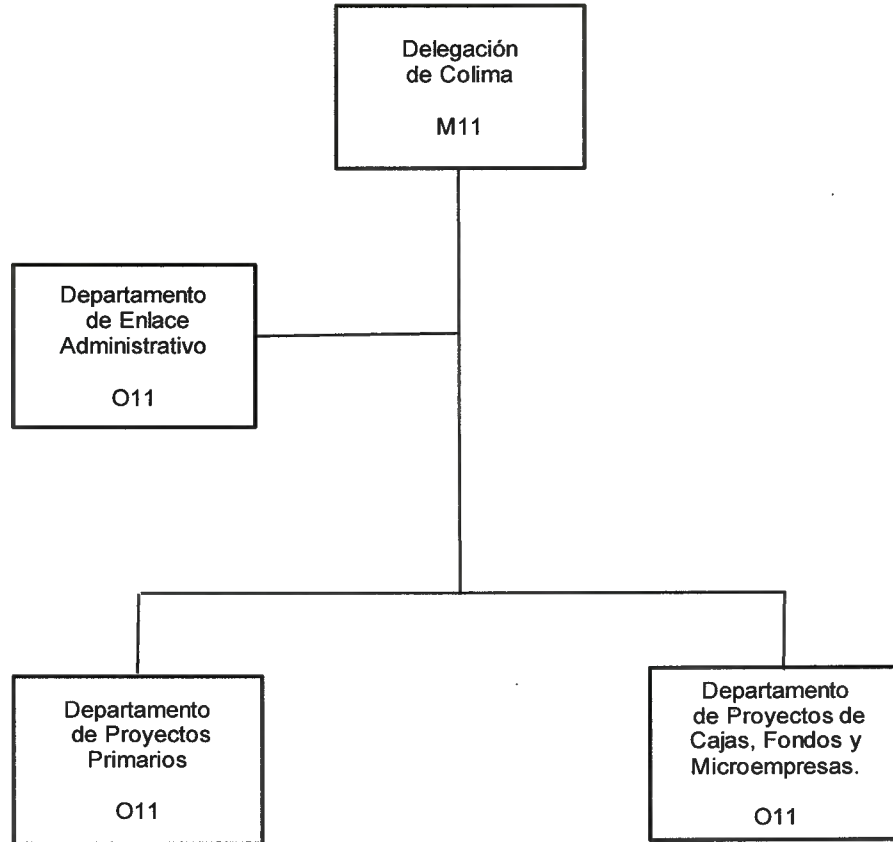 Delegación
de Colima
M11
Departamento
de Enlace
Administrativo
O11
Departamento
de Proyectos
Primarios
O11
Departamento
de Proyectos de
Cajas, Fondos y
Microempresas.
O11